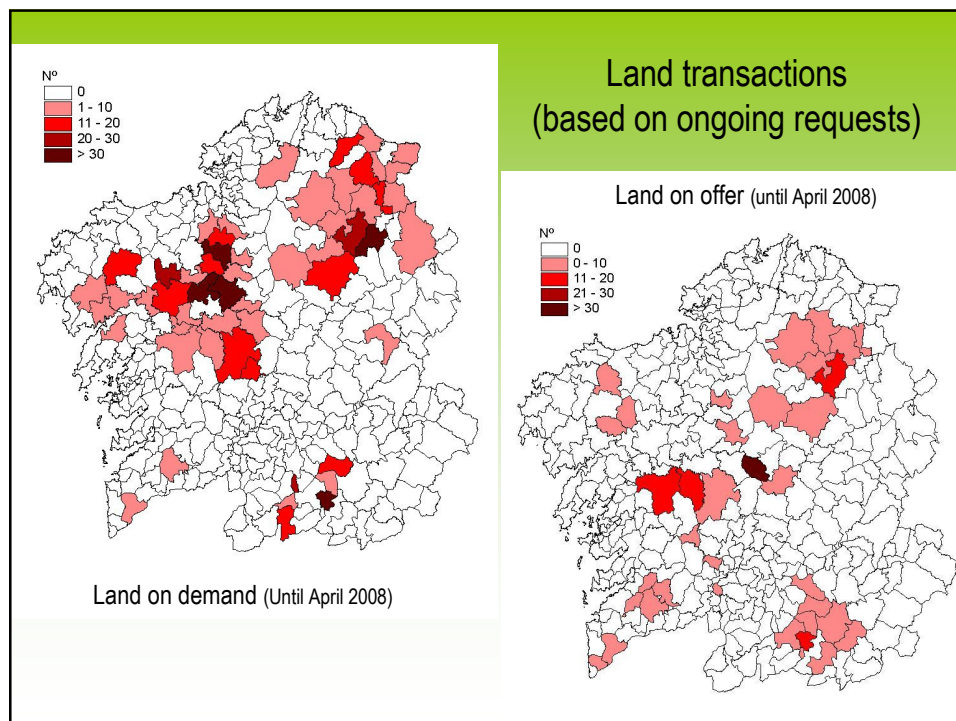 Nº
0
1 - 10
11 - 20
20 - 30
> 30
Land on demand (Until April 2008)
Land transactions
(based on ongoing requests)
Land on offer (until April 2008)
Nº
0
0 - 10
11 - 20
21 - 30
> 30